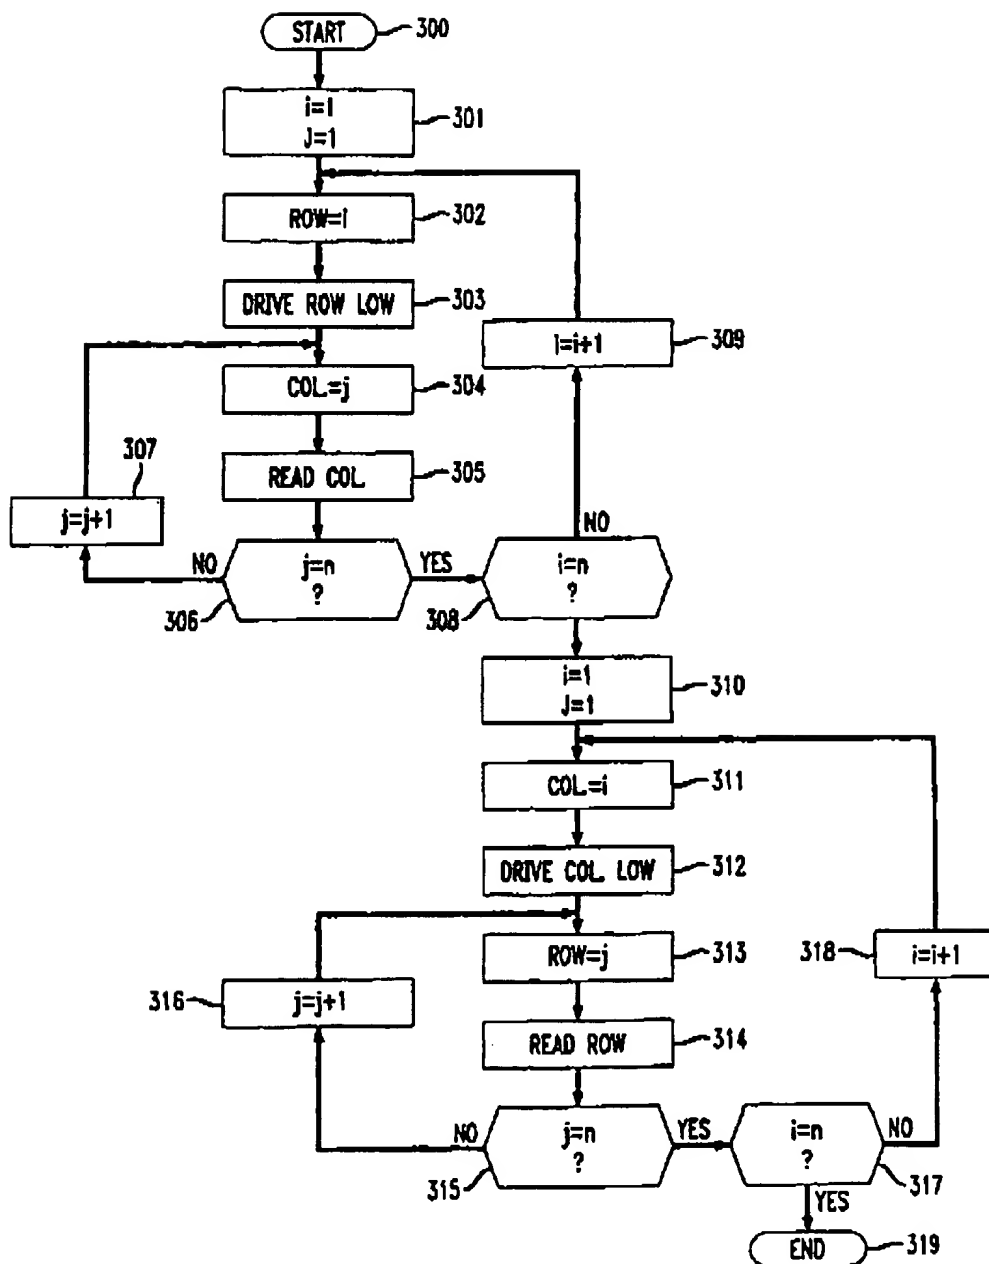 START
300
i=1
J=1
301
ROW=i
302
DRIVE ROW LOW
303
i=i+1
309
COL.=j
304
307
READ COL.
305
j=j+1
NO
NO
j=n
?
YES
i=n
?
306
308
i=1
J=1
310
COL.=i
311
DRIVE COL. LOW
312
ROW=j
313
318
i=i+1
316
j=j+1
READ ROW
314
NO
j=n
?
YES
i=n
?
NO
315
317
YES
END
319